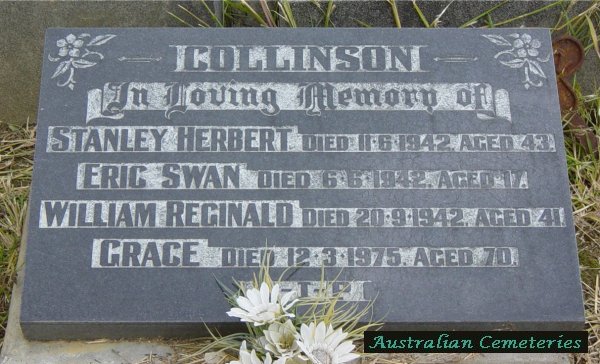 COLLINSON
In Loving Memory of
STANLEY HERBERT DIED 11·6·1942, AGED 43.
ERIC SWAN DIED 6·6·1942, AGED 17.
WILLIAM REGINALD DIED 20·9·1942, AGED 41.
GRACE DIED 12·3·1975, AGED 70.
Australian Cemeteries